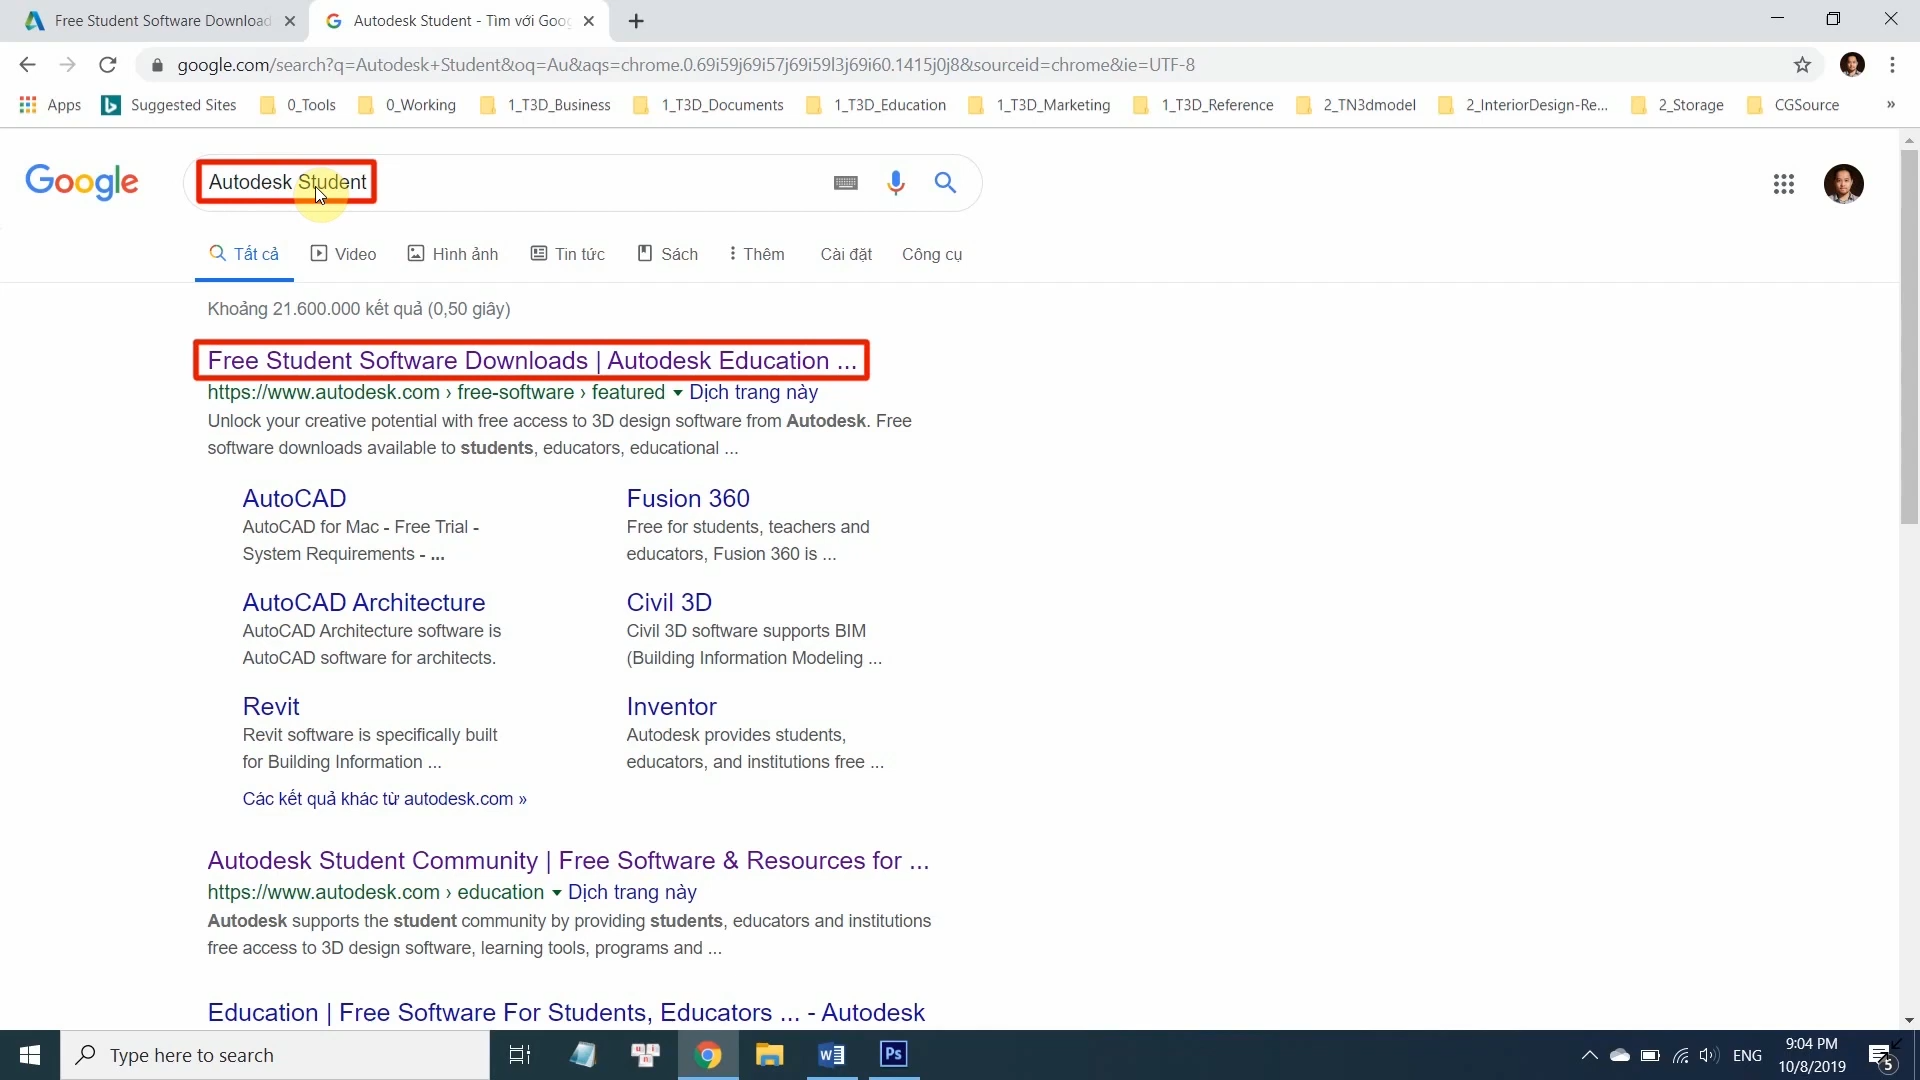 Free Student Software Download
Autodesk Student - Tìm với Goog
google.com/search?q=Autodesk+Student&oq=Au&aqs=chrome.0.69i59j69i57j69i59l3j69i60.1415j0j8&sourceid=chrome&ie=UTF-8
Apps Suggested Sites 0_Tools 0_Working 1_T3D_Business 1_T3D_Documents 1_T3D_Education 1_T3D_Marketing 1_T3D_Reference 2_TN3dmodel 2_InteriorDesign-Re... 2_Storage CGSource »
Google
Autodesk Student
Tất cả Video Hình ảnh Tin tức Sách Thêm Cài đặt Công cụ
Khoảng 21.600.000 kết quả (0,50 giây)
Free Student Software Downloads | Autodesk Education ...
https://www.autodesk.com › free-software › featured Dịch trang này
Unlock your creative potential with free access to 3D design software from Autodesk. Free
software downloads available to students, educators, educational ...
AutoCAD
AutoCAD for Mac - Free Trial -
System Requirements - ...
Fusion 360
Free for students, teachers and
educators, Fusion 360 is ...
AutoCAD Architecture
AutoCAD Architecture software is
AutoCAD software for architects.
Civil 3D
Civil 3D software supports BIM
(Building Information Modeling ...
Revit
Revit software is specifically built
for Building Information ...
Inventor
Autodesk provides students,
educators, and institutions free ...
Các kết quả khác từ autodesk.com »
Autodesk Student Community | Free Software & Resources for ...
https://www.autodesk.com › education Dịch trang này
Autodesk supports the student community by providing students, educators and institutions
free access to 3D design software, learning tools, programs and ...
Education | Free Software For Students, Educators ... - Autodesk
Type here to search
Ps
ENG
9:04 PM
10/8/2019
5